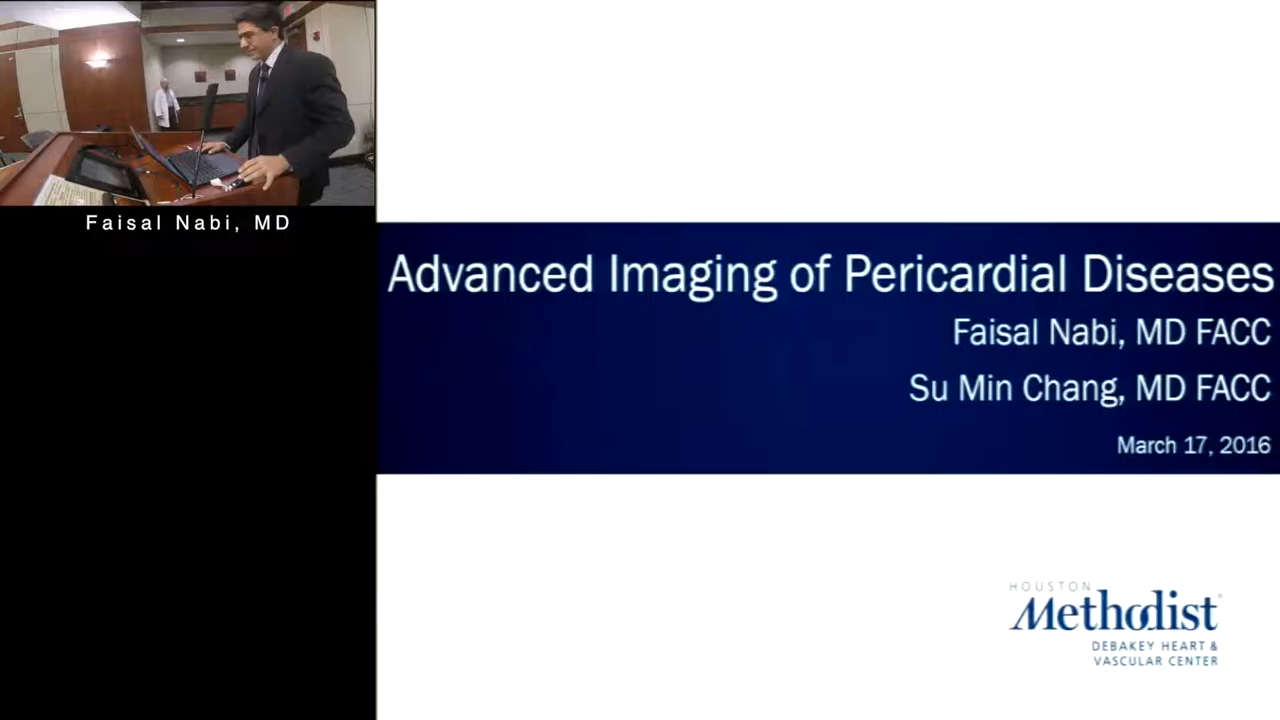 Faisal Nabi, MD
Advanced Imaging of Pericardial Diseases
Faisal Nabi, MD FACC
Su Min Chang, MD FACC
March 17, 2016
HOUSTON
Methodist
DEBAKEY HEART &
VASCULAR CENTER